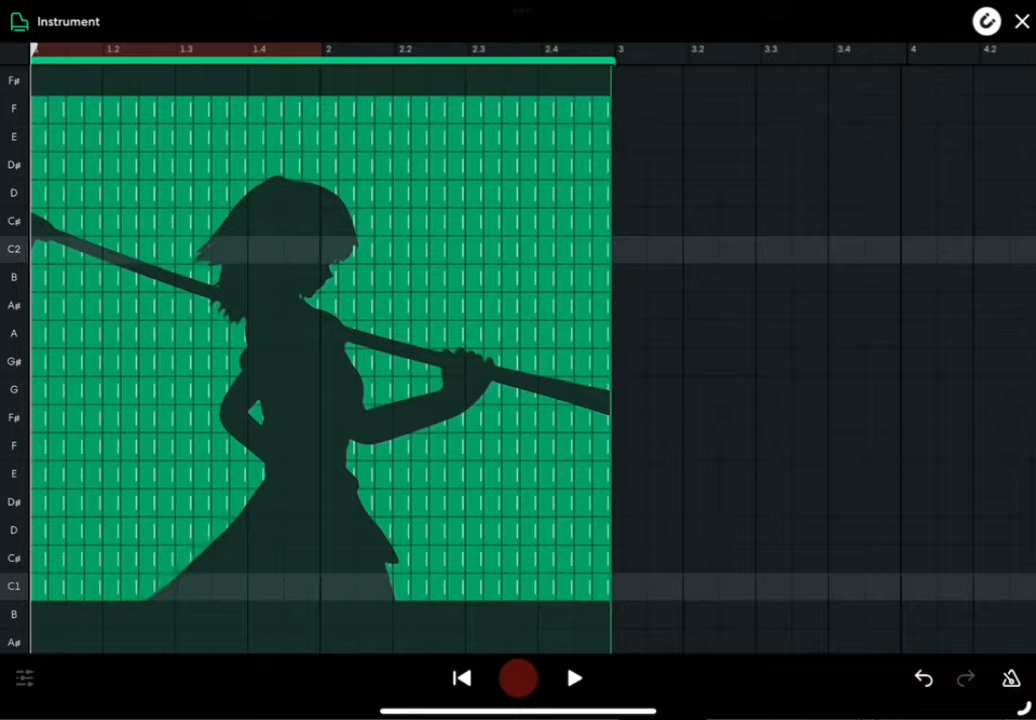 Instrument
1.2 1.3 1.4 2 2.2 2.3 2.4 3 3.2 3.3 3.4 4 4.2
F#
F
E
D#
D
C#
C2
B
A#
A
G#
G
F#
F
E
D#
D
C#
C1
B
A#